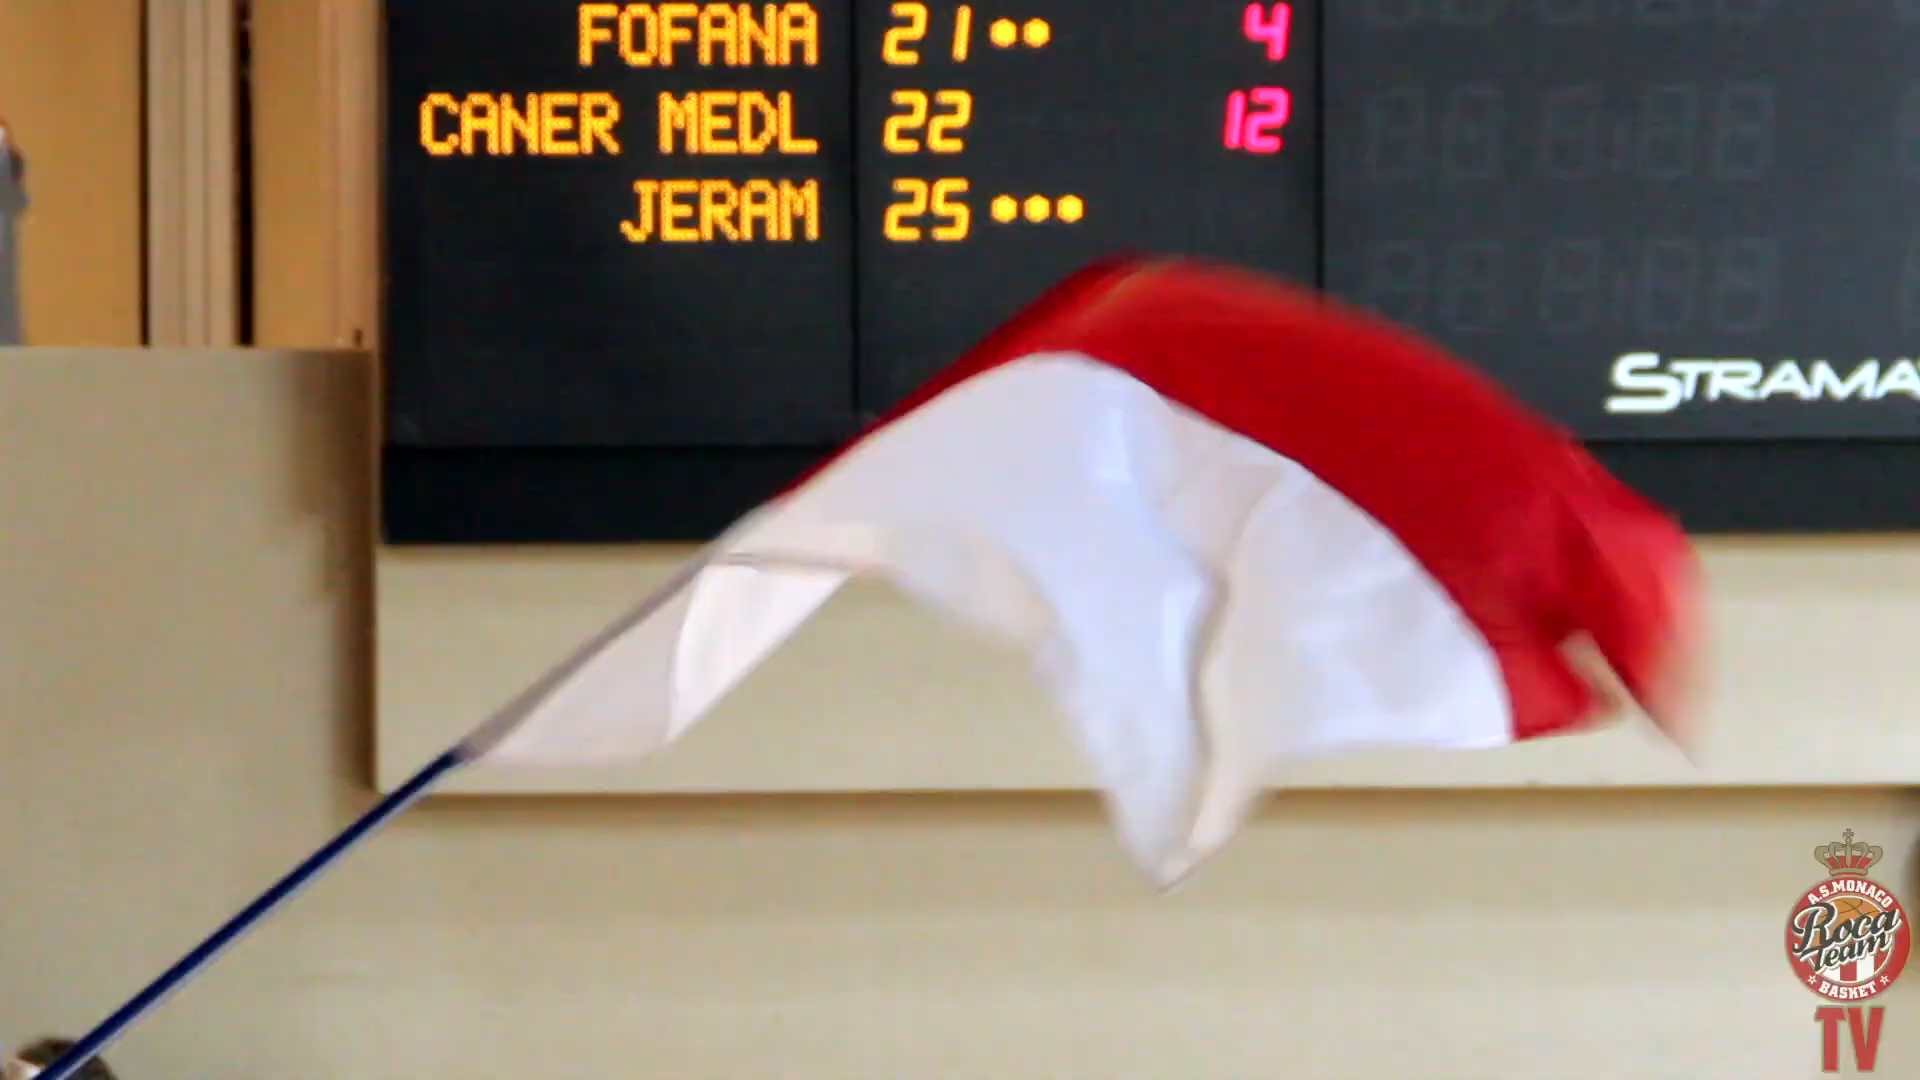 FOFANA 21 •• 4
CANER MEDL 22 12
JERAM 25 •••
STRAMA
A.S.MONACO
Roca
Team
BASKET
TV